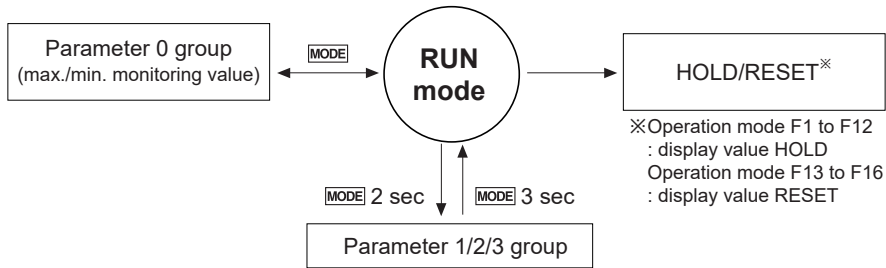 Parameter 0 group
(max./min. monitoring value)
MODE
RUN
mode
HOLD/RESET※
※Operation mode F1 to F12
: display value HOLD
Operation mode F13 to F16
: display value RESET
MODE 2 sec
MODE 3 sec
Parameter 1/2/3 group